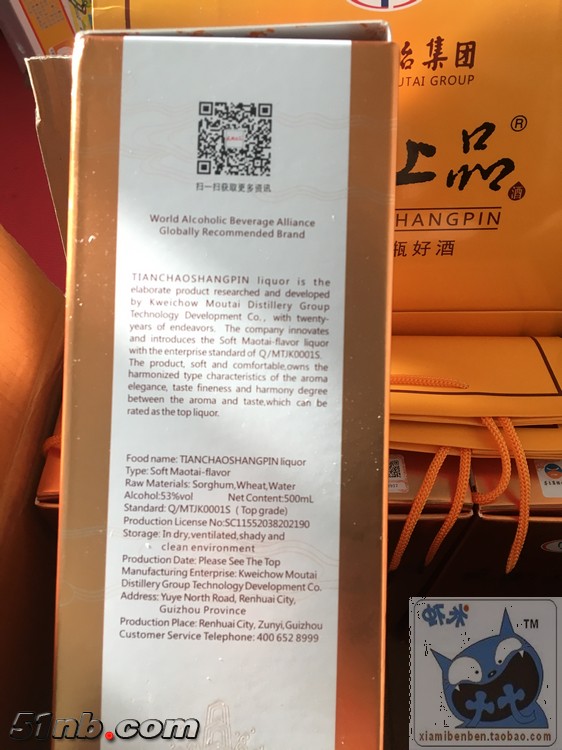 扫一扫获取更多资讯
World Alcoholic Beverage Alliance
Globally Recommended Brand
TIANCHAOSHANGPIN liquor is the
elaborate product researched and developed
by Kweichow Moutai Distillery Group
Technology Development Co., with twenty-
years of endeavors. The company innovates
and introduces the Soft Maotai-flavor liquor
with the enterprise standard of Q/MTJK0001S.
The product, soft and comfortable,owns the
harmonized type characteristics of the aroma
elegance, taste fineness and harmony degree
between the aroma and taste,which can be
rated as the top liquor.
Food name: TIANCHAOSHANGPIN liquor
Type: Soft Maotai-flavor
Raw Materials: Sorghum,Wheat,Water
Alcohol:53%vol Net Content:500mL
Standard: Q/MTJK0001S ( Top grade)
Production License No:SC11552038202190
Storage: In dry,ventilated,shady and
clean environment
Production Date: Please See The Top
Manufacturing Enterprise: Kweichow Moutai
Distillery Group Technology Development Co.
Address: Yuye North Road, Renhuai City,
Guizhou Province
Production Place: Renhuai City, Zunyi,Guizhou
Customer Service Telephone: 400 652 8999
集团
UTAI GROUP
上品®
酒
HANGPIN
瓶好酒
TM
xiamibenben.taobao.com
51nb.com